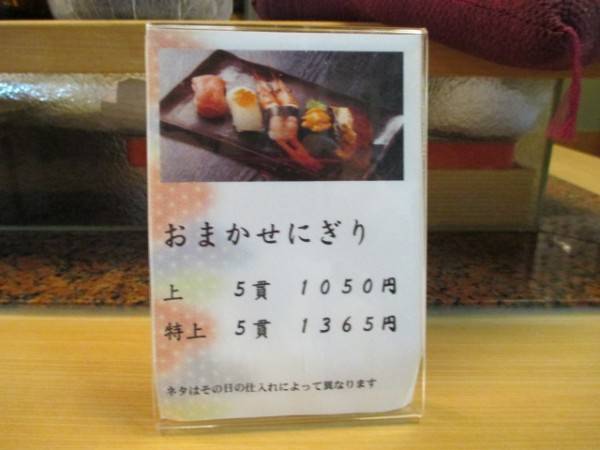 おまかせにぎり
上 5貫 1050円
特上 5貫 1365円
ネタはその日の仕入れによって異なります